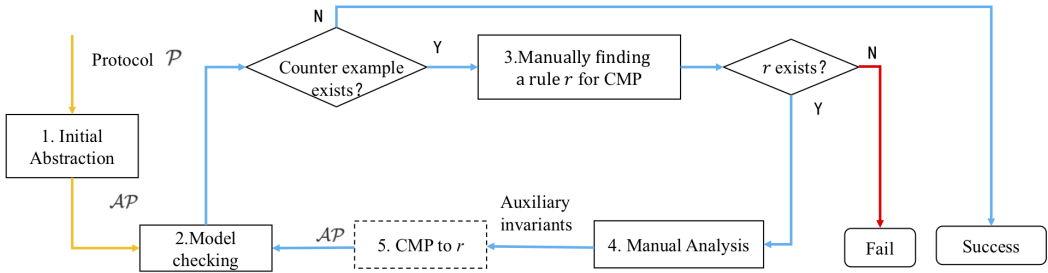 N
Protocol 𝒫
Y
N
3.Manually finding
a rule r for CMP
Counter example
exists?
r exists?
Y
1. Initial
Abstraction
𝒜𝒫
Auxiliary
invariants
2.Model
checking
𝒜𝒫
5. CMP to r
4. Manual Analysis
Fail
Success